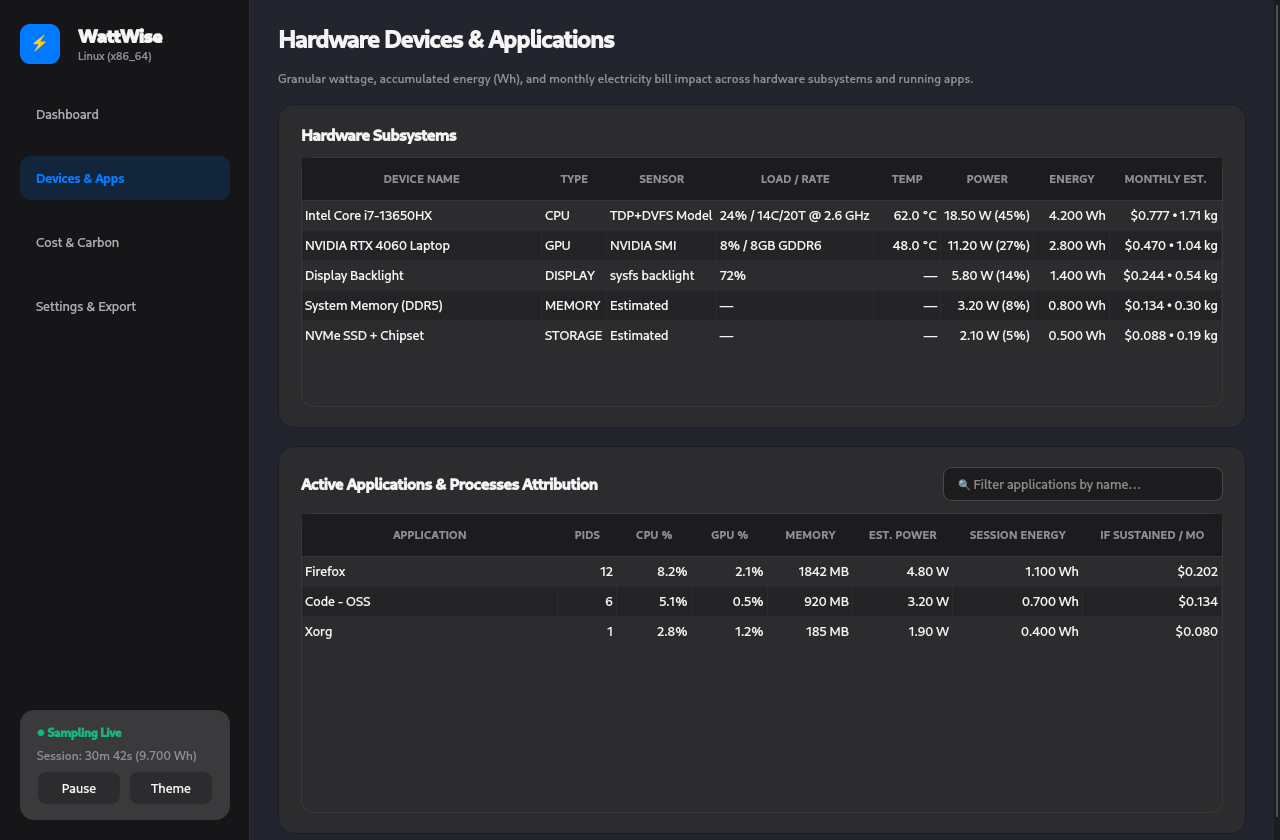 ⚡ WattWise
Linux (x86_64)
Dashboard
Devices & Apps
Cost & Carbon
Settings & Export
● Sampling Live
Session: 30m 42s (9.700 Wh)
Pause Theme
Hardware Devices & Applications
Granular wattage, accumulated energy (Wh), and monthly electricity bill impact across hardware subsystems and running apps.
Hardware Subsystems
DEVICE NAME TYPE SENSOR LOAD / RATE TEMP POWER ENERGY MONTHLY EST.
Intel Core i7-13650HX CPU TDP+DVFS Model 24% / 14C/20T @ 2.6 GHz 62.0 °C 18.50 W (45%) 4.200 Wh $0.777 • 1.71 kg
NVIDIA RTX 4060 Laptop GPU NVIDIA SMI 8% / 8GB GDDR6 48.0 °C 11.20 W (27%) 2.800 Wh $0.470 • 1.04 kg
Display Backlight DISPLAY sysfs backlight 72% — 5.80 W (14%) 1.400 Wh $0.244 • 0.54 kg
System Memory (DDR5) MEMORY Estimated — — 3.20 W (8%) 0.800 Wh $0.134 • 0.30 kg
NVMe SSD + Chipset STORAGE Estimated — — 2.10 W (5%) 0.500 Wh $0.088 • 0.19 kg
Active Applications & Processes Attribution
🔍 Filter applications by name...
APPLICATION PIDS CPU % GPU % MEMORY EST. POWER SESSION ENERGY IF SUSTAINED / MO
Firefox 12 8.2% 2.1% 1842 MB 4.80 W 1.100 Wh $0.202
Code - OSS 6 5.1% 0.5% 920 MB 3.20 W 0.700 Wh $0.134
Xorg 1 2.8% 1.2% 185 MB 1.90 W 0.400 Wh $0.080